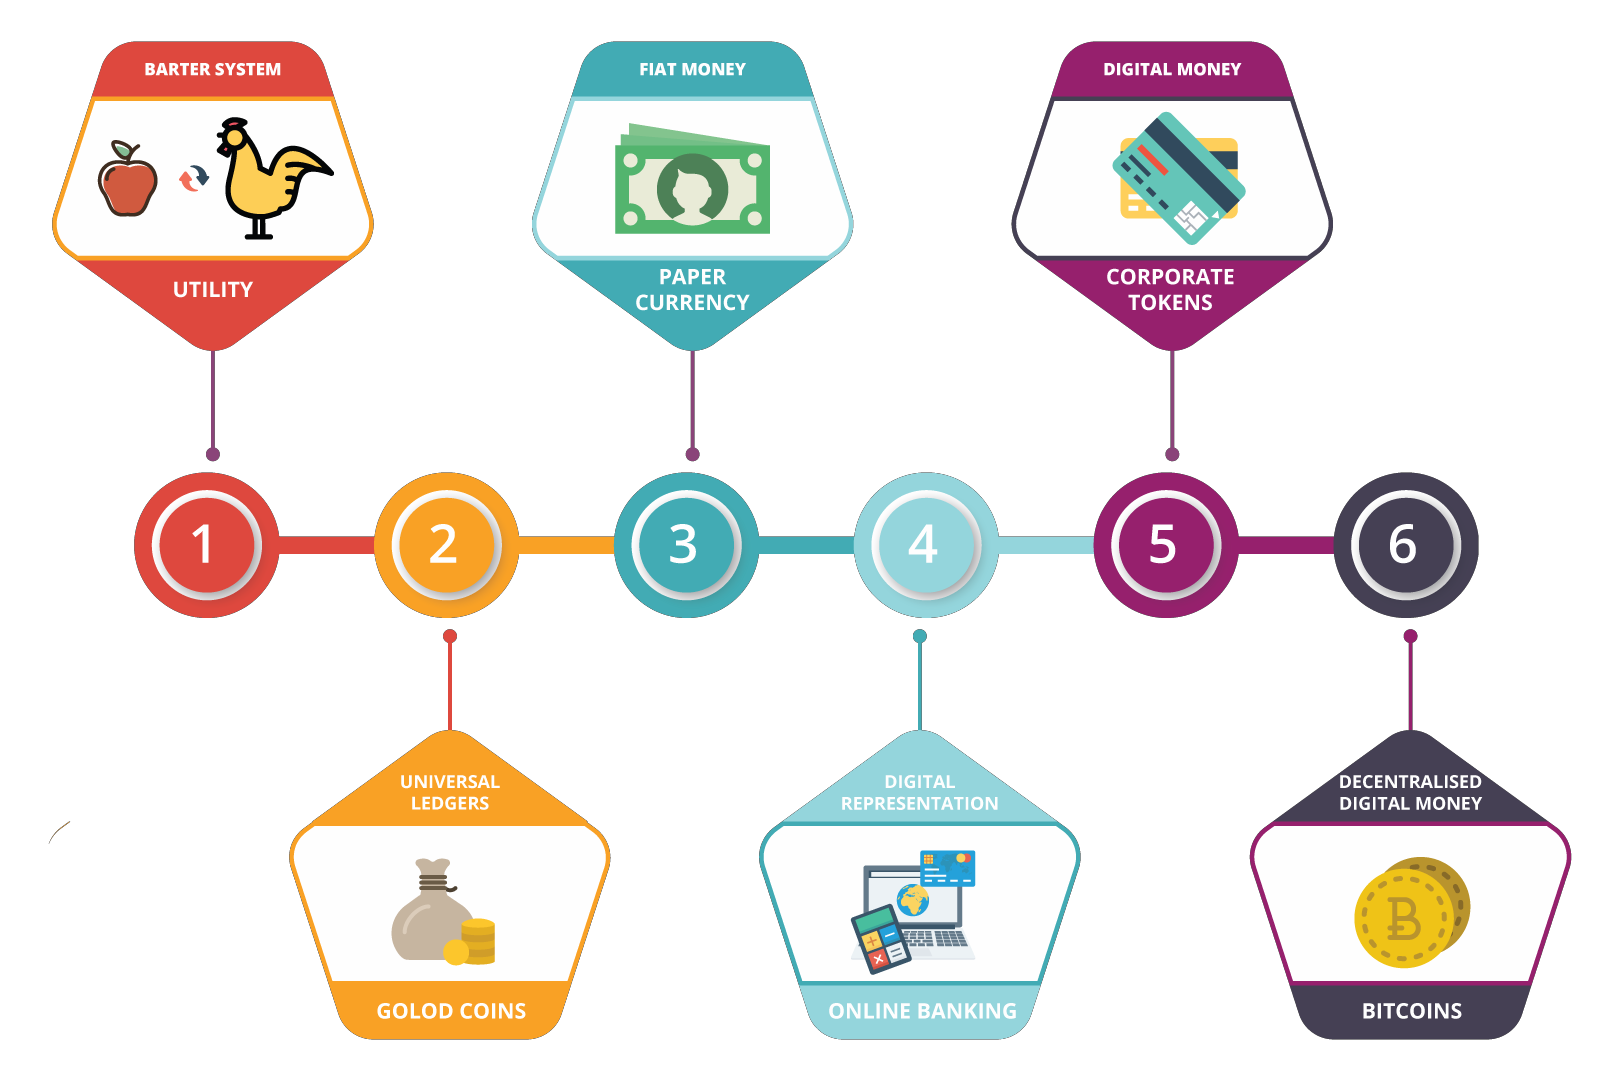 BARTER SYSTEM
UTILITY
FIAT MONEY
PAPER
CURRENCY
DIGITAL MONEY
CORPORATE
TOKENS
1
2
3
4
5
6
UNIVERSAL
LEDGERS
GOLOD COINS
DIGITAL
REPRESENTATION
ONLINE BANKING
DECENTRALISED
DIGITAL MONEY
BITCOINS